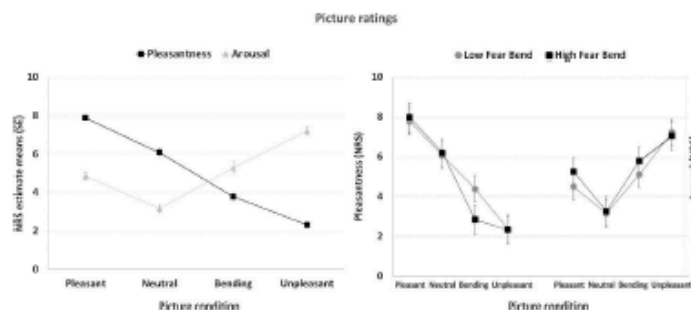 Picture ratings
Pleasantness Arousal
NRS estimate means (SE)
10
8
6
4
2
0
Pleasant Neutral Bending Unpleasant
Picture condition
Low Fear Bend High Fear Bend
Pleasantness (NRS)
10
8
6
4
2
0
Pleasant Neutral Bending Unpleasant Pleasant Neutral Bending Unpleasant
Picture condition